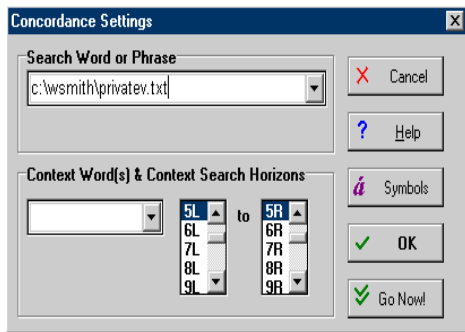 Concordance Settings
Search Word or Phrase
c:\wsmith\privatev.txt
X Cancel
? Help
á Symbols
OK
Go Now!
Context Word(s) & Context Search Horizons
5L to 5R
6L 6R
7L 7R
8L 8R
9L 9R